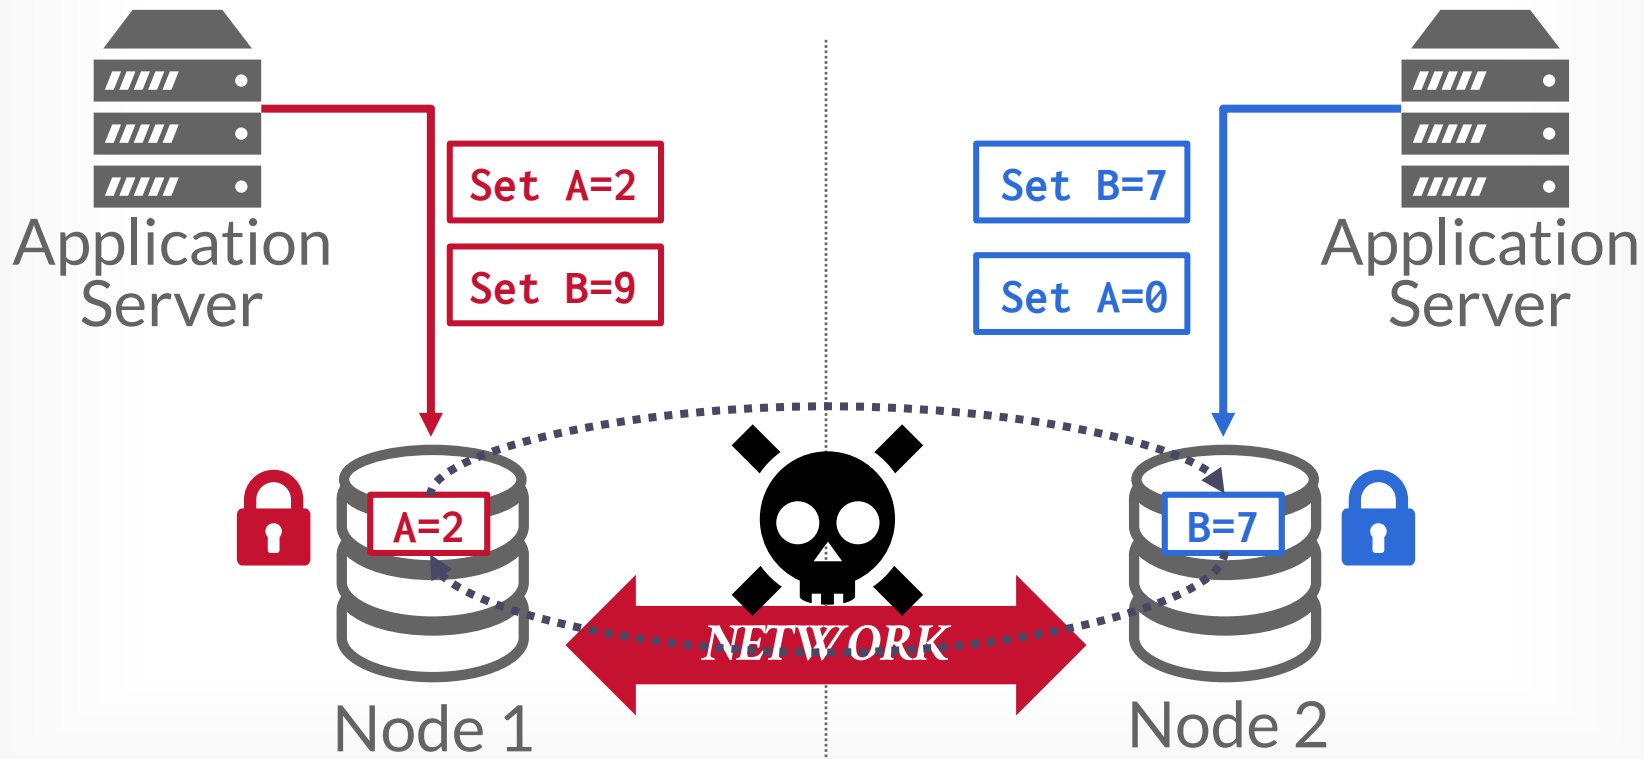 Set A=2
Set B=9
Set B=7
Set A=0
Application
Server
Application
Server
A=2
B=7
NETWORK
Node 1
Node 2